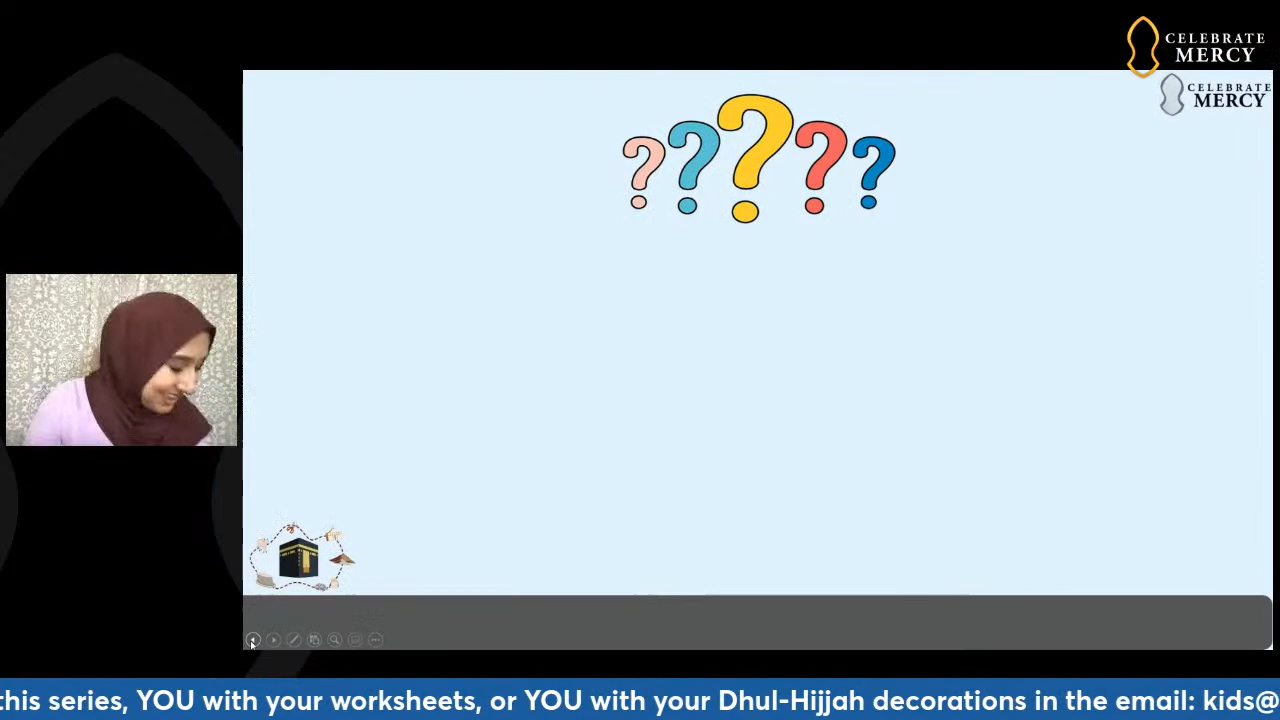 CELEBRATE
MERCY
CELEBRATE
MERCY
? ? ? ? ?
this series, YOU with your worksheets, or YOU with your Dhul-Hijjah decorations in the email: kids@